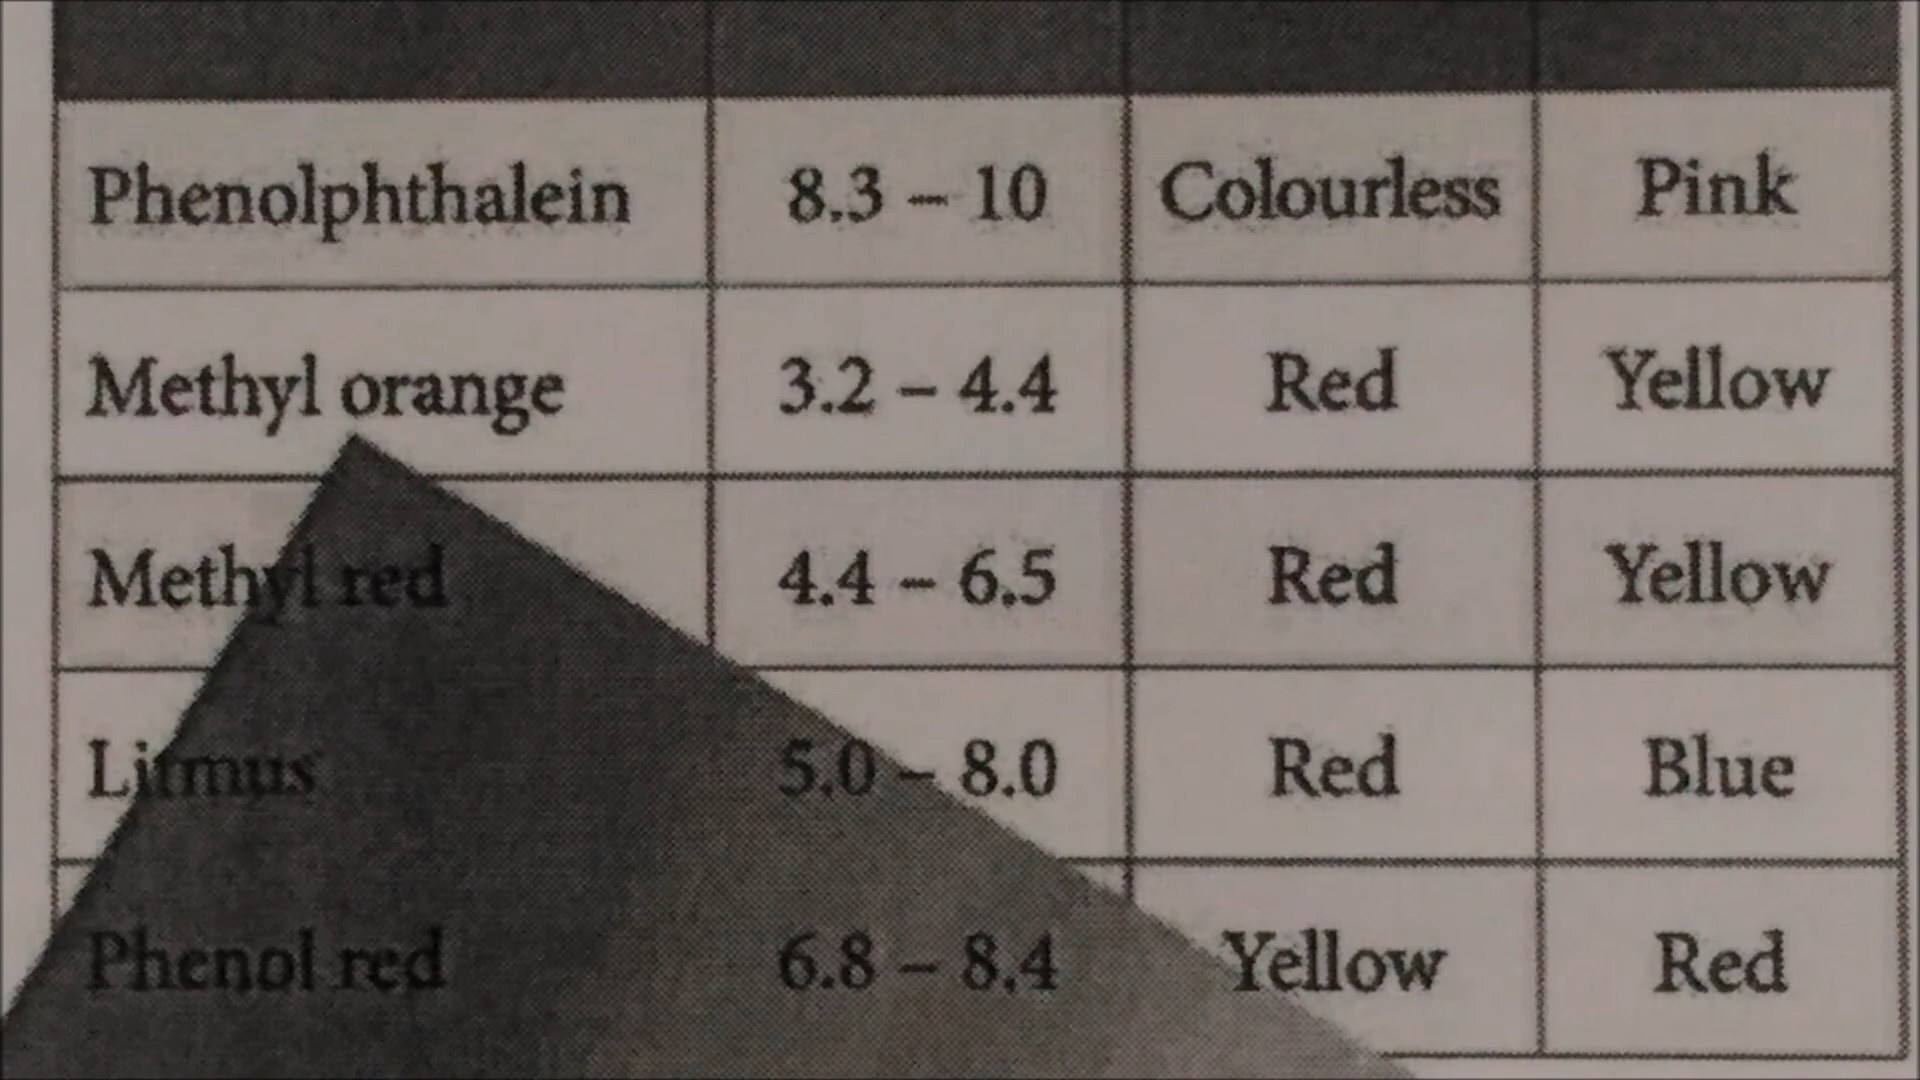 Phenolphthalein 8.3 – 10 Colourless Pink
Methyl orange 3.2 – 4.4 Red Yellow
Methyl red 4.4 – 6.5 Red Yellow
Litmus 5.0 – 8.0 Red Blue
Phenol red 6.8 – 8.4 Yellow Red